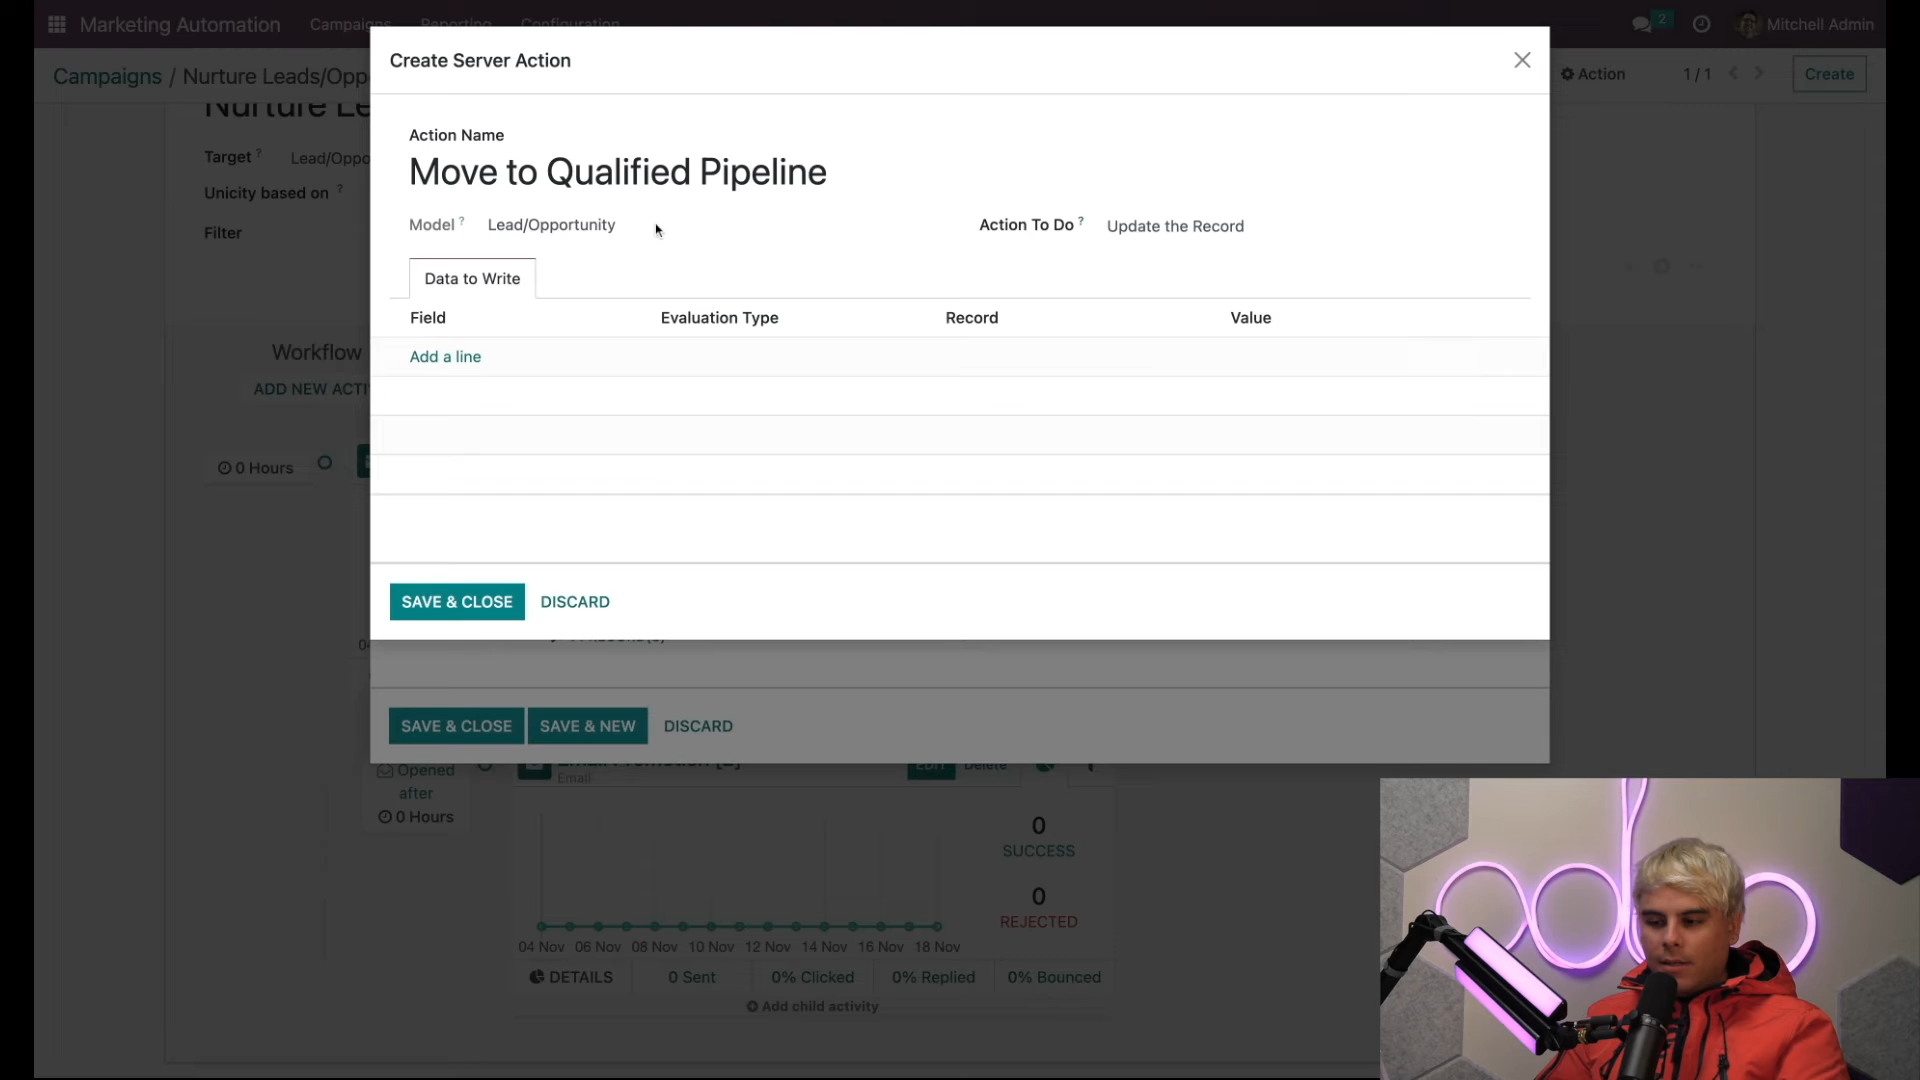 Marketing Automation Campaigns Reporting Configuration 2 Mitchell Admin
Create Server Action
Campaigns / Nurture Leads/Opp Action 1 / 1 Create
Nurture Le
Action Name
Target ? Lead/Oppo
Move to Qualified Pipeline
Unicity based on ?
Model ? Lead/Opportunity Action To Do ? Update the Record
Filter
Data to Write
Field Evaluation Type Record Value
Workflow
Add a line
ADD NEW ACTI
0 Hours
SAVE & CLOSE DISCARD
SAVE & CLOSE SAVE & NEW DISCARD
Opened
EDIT Delete
Email
after
0 Hours
0
SUCCESS
0
REJECTED
04 Nov 06 Nov 08 Nov 10 Nov 12 Nov 14 Nov 16 Nov 18 Nov
DETAILS 0 Sent 0% Clicked 0% Replied 0% Bounced
Add child activity